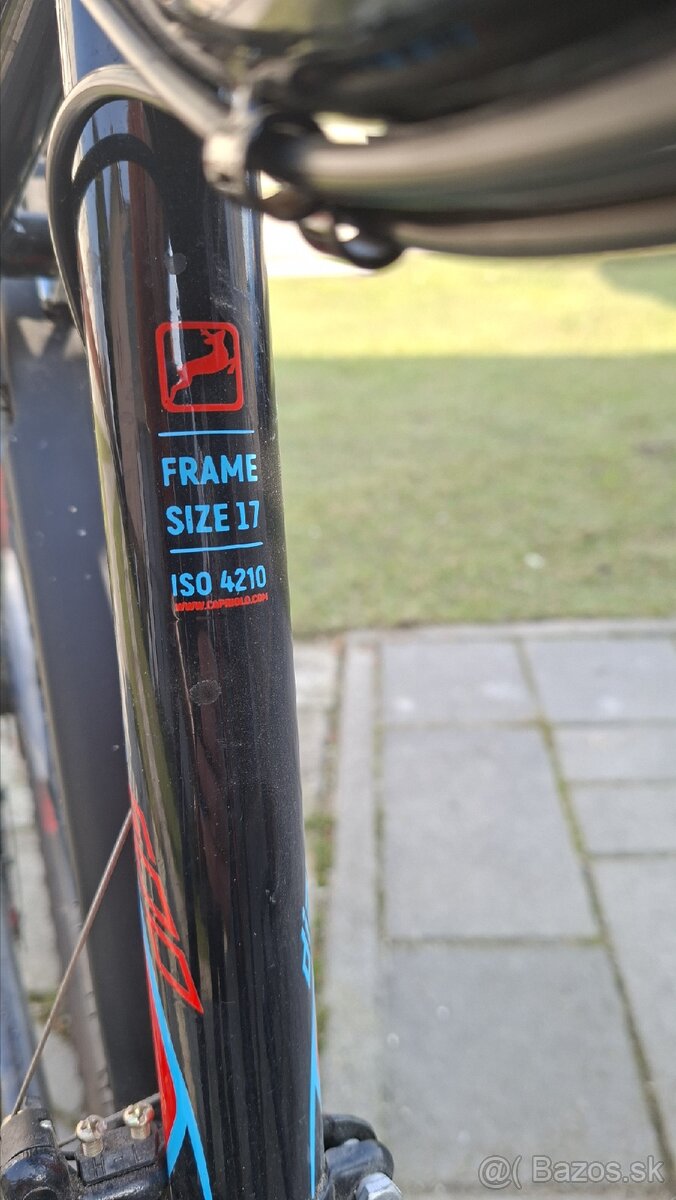 FRAME
SIZE 17
ISO 4210
WWW.CAPRIOLO.COM
@( Bazos.sk